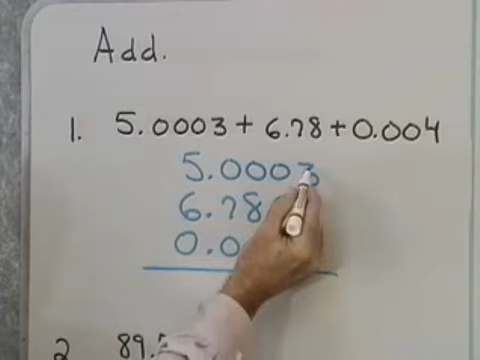 Add.
1. 5.0003 + 6.78 + 0.004
5.0003
6.78
0.0
2 89.